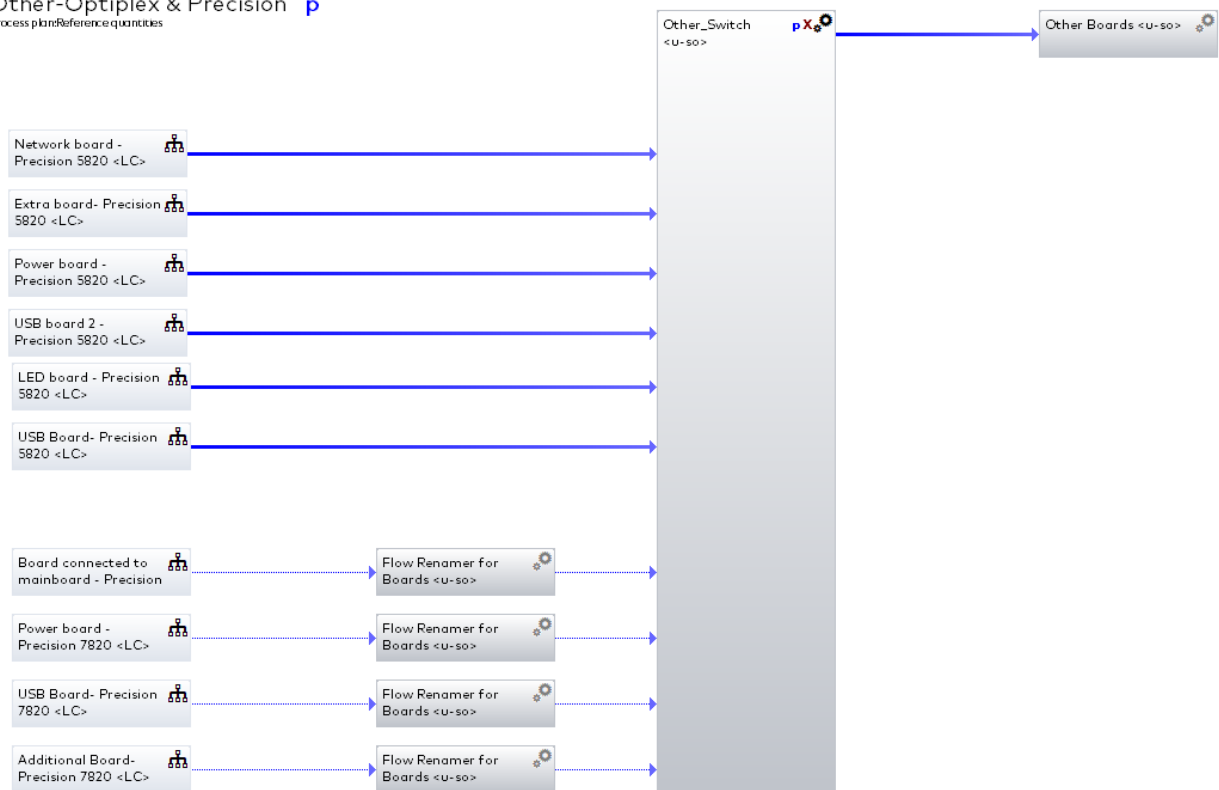 Other-Optiplex & Precision p
Process plan:Reference quantities
Other_Switch p X
<u-so>
Other Boards <u-so>
Network board -
Precision 5820 <LC>
Extra board- Precision
5820 <LC>
Power board -
Precision 5820 <LC>
USB board 2 -
Precision 5820 <LC>
LED board - Precision
5820 <LC>
USB Board- Precision
5820 <LC>
Board connected to
mainboard - Precision
Flow Renamer for
Boards <u-so>
Power board -
Precision 7820 <LC>
Flow Renamer for
Boards <u-so>
USB Board- Precision
7820 <LC>
Flow Renamer for
Boards <u-so>
Additional Board-
Precision 7820 <LC>
Flow Renamer for
Boards <u-so>